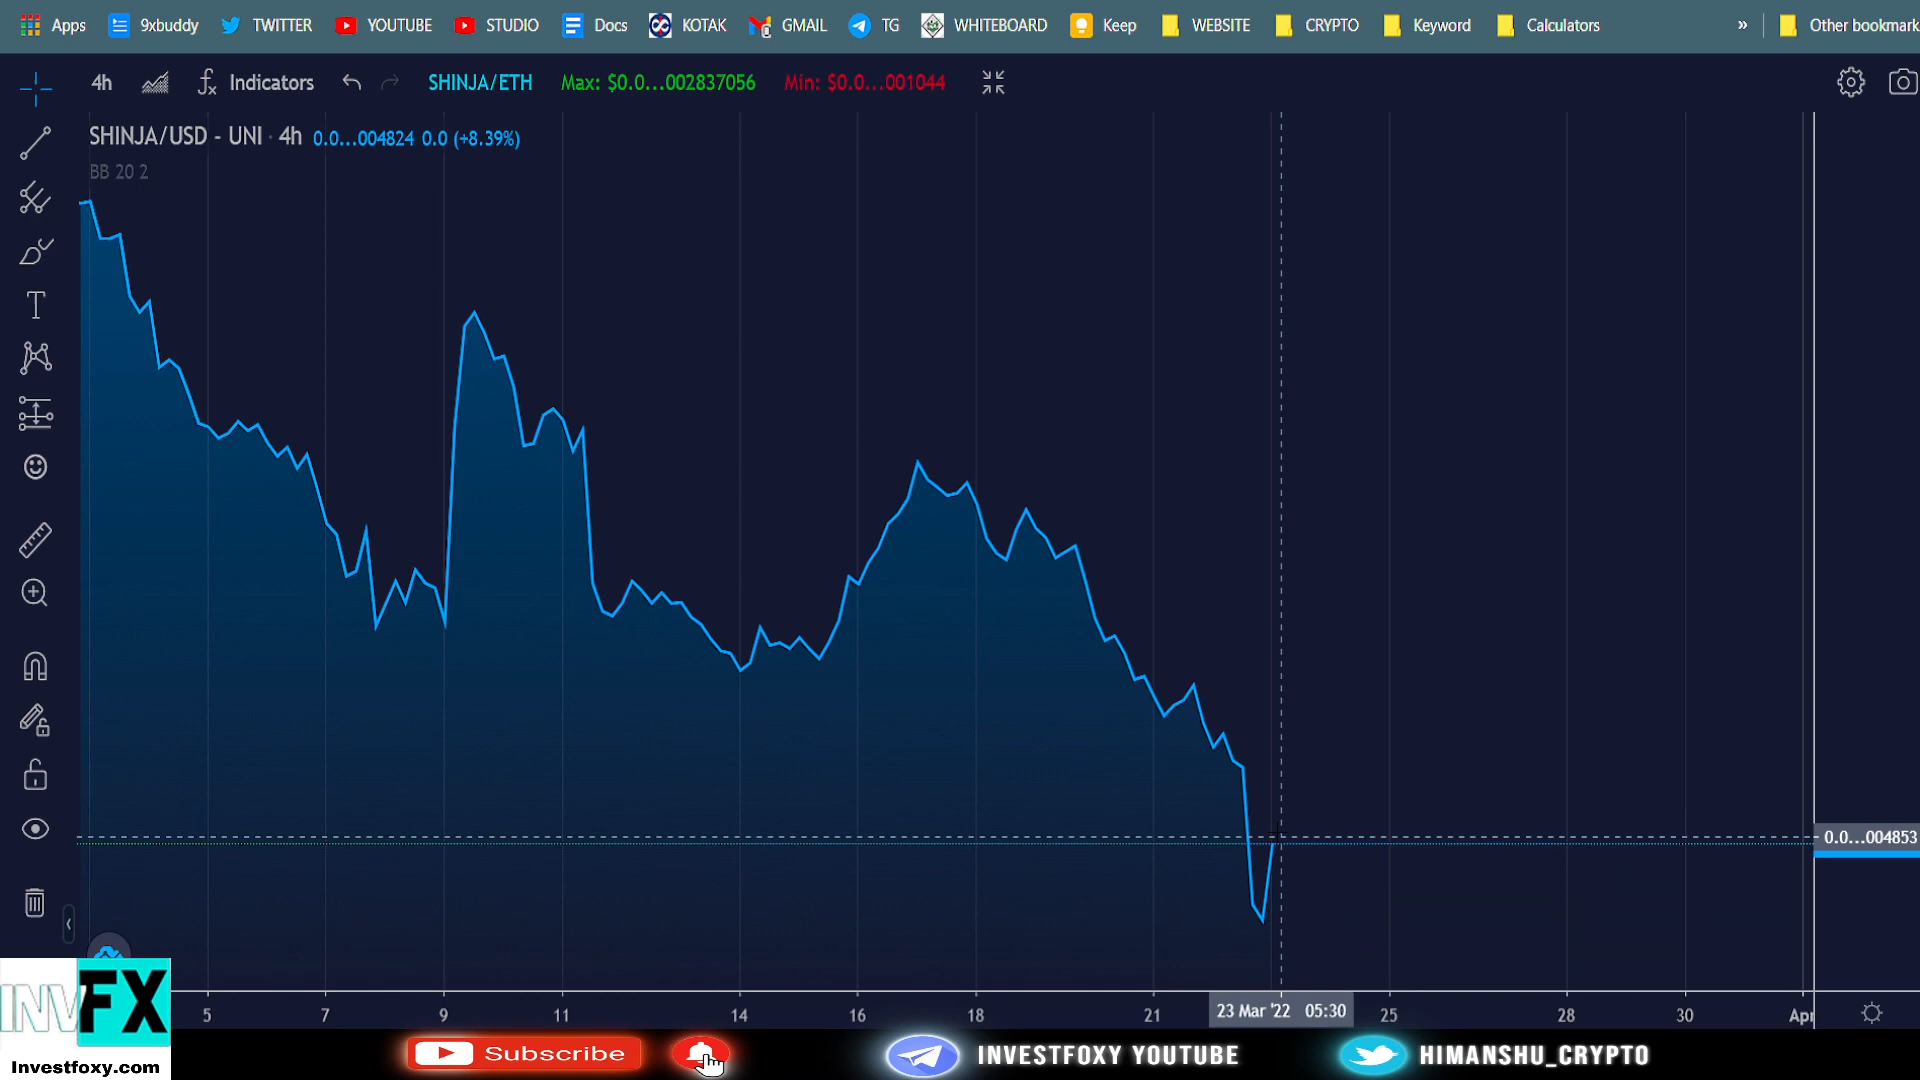 Apps 9xbuddy TWITTER YOUTUBE STUDIO Docs KOTAK GMAIL TG WHITEBOARD Keep WEBSITE CRYPTO Keyword Calculators » Other bookmark
4h Indicators SHINJA/ETH Max: $0.0...002837056 Min: $0.0...001044
SHINJA/USD - UNI · 4h 0.0...004824 0.0 (+8.39%)
BB 20 2
0.0...004853
5 7 9 11 14 16 18 21 23 Mar '22 05:30 25 28 30 Apr
INV FX
Investfoxy.com
Subscribe INVESTFOXY YOUTUBE HIMANSHU_CRYPTO